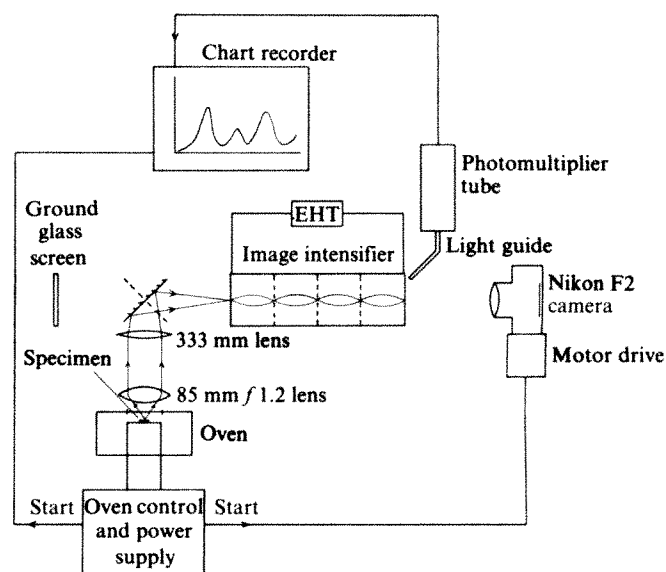 Chart recorder
Photomultiplier
tube
Ground
glass
screen
EHT
Image intensifier
Light guide
Nikon F2
camera
333 mm lens
Motor drive
Specimen
85 mm f 1.2 lens
Oven
Start
Oven control
and power
supply
Start